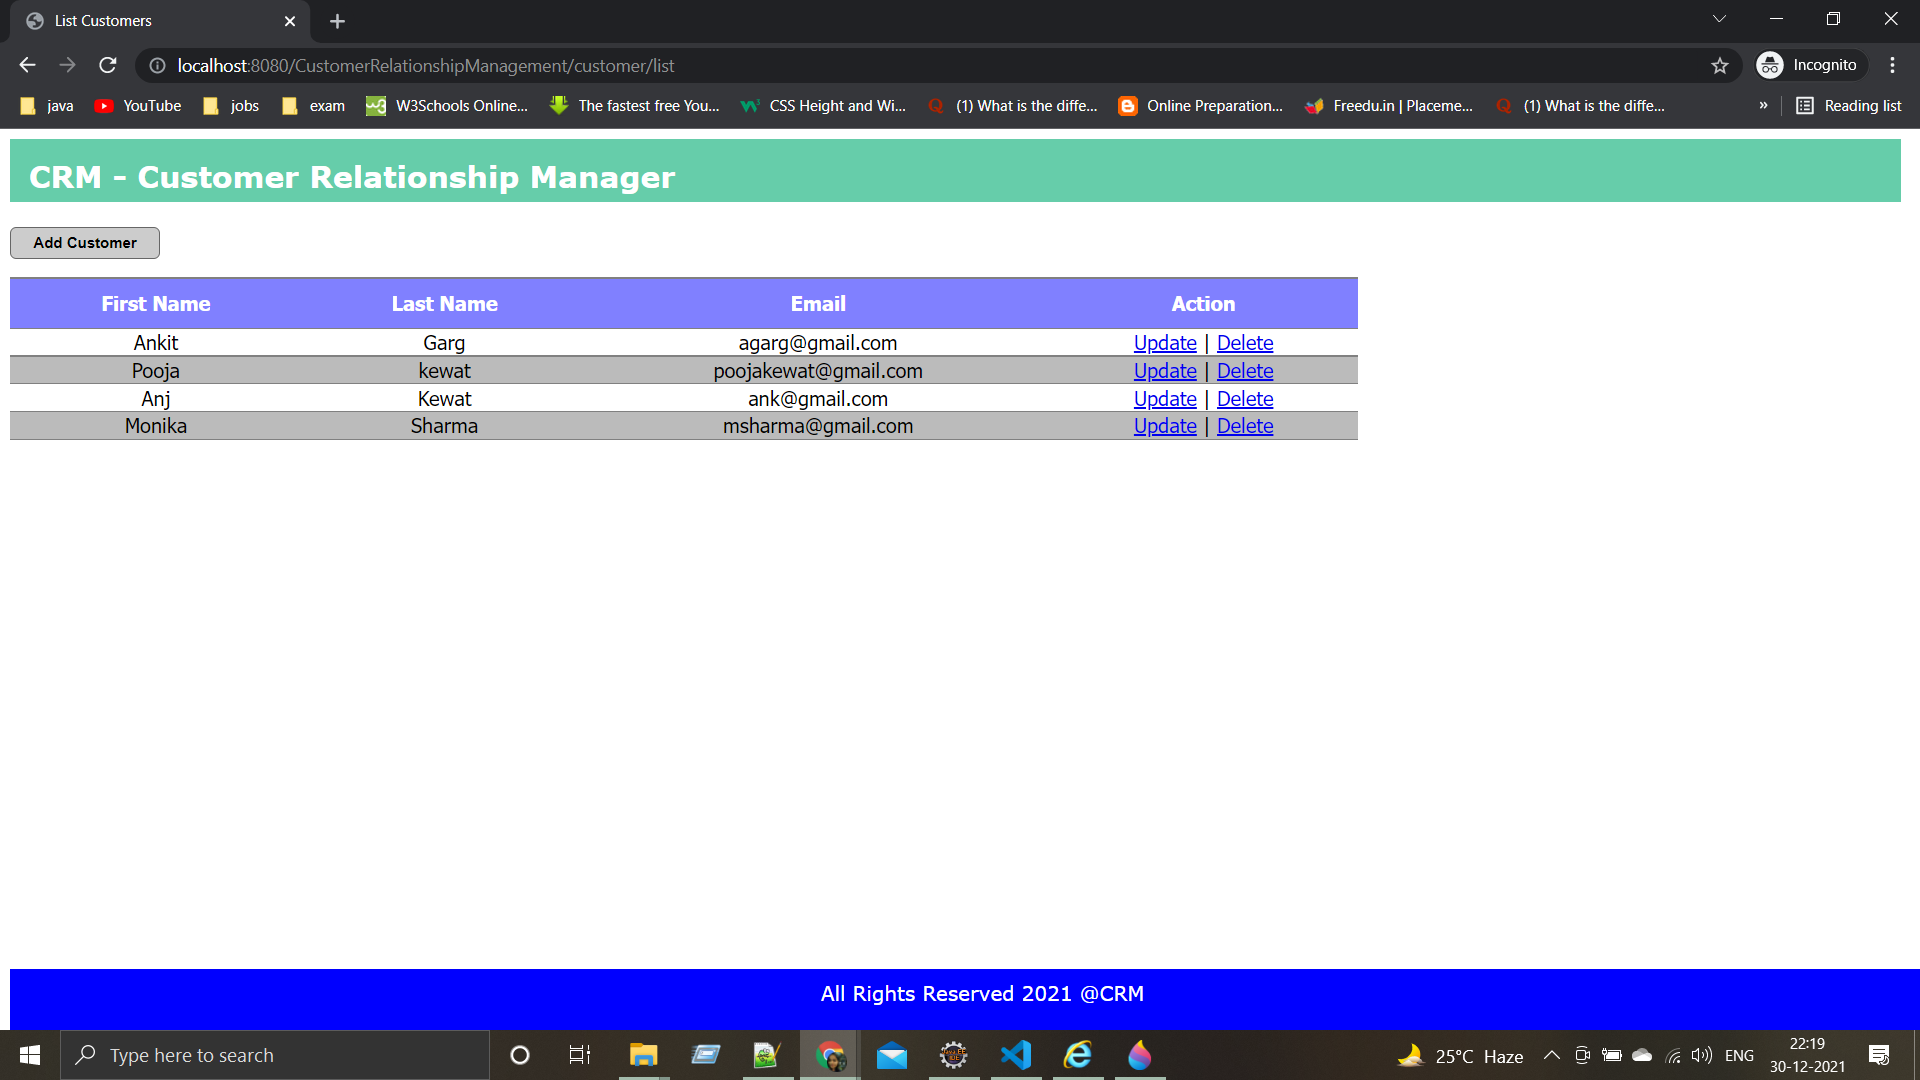 List Customers
localhost:8080/CustomerRelationshipManagement/customer/list
Incognito
java YouTube jobs exam W3Schools Online... The fastest free You... CSS Height and Wi... (1) What is the diffe... Online Preparation... Freedu.in | Placeme... (1) What is the diffe... » Reading list
CRM - Customer Relationship Manager
Add Customer
First Name Last Name Email Action
Ankit Garg agarg@gmail.com Update | Delete
Pooja kewat poojakewat@gmail.com Update | Delete
Anj Kewat ank@gmail.com Update | Delete
Monika Sharma msharma@gmail.com Update | Delete
All Rights Reserved 2021 @CRM
Type here to search
25°C Haze
ENG
22:19
30-12-2021